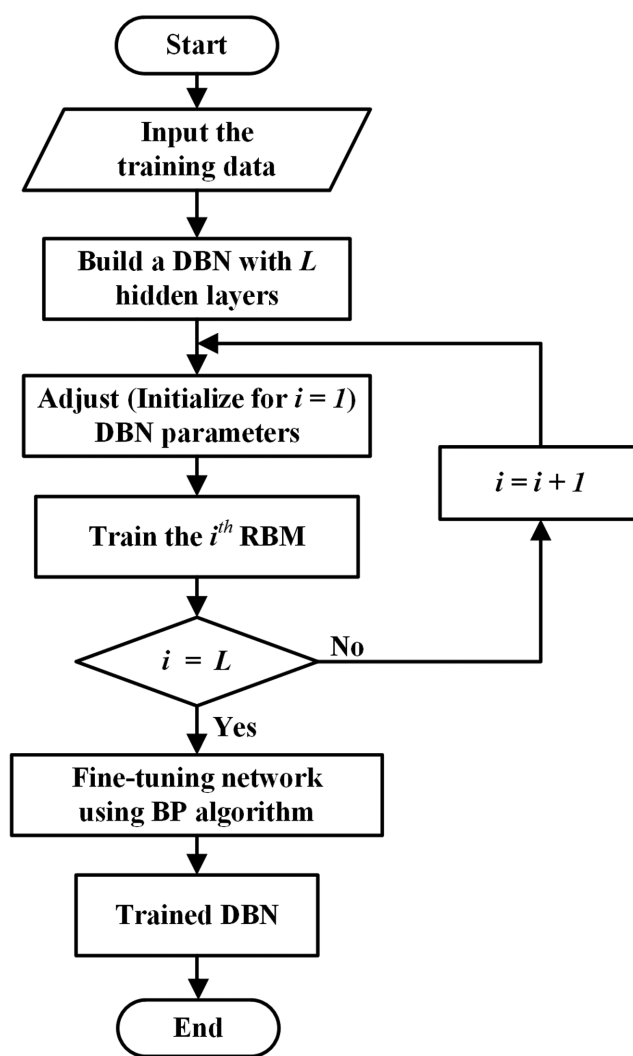 Start
Input the
training data
Build a DBN with L
hidden layers
Adjust (Initialize for i = 1)
DBN parameters
i = i + 1
Train the i^th RBM
i = L
No
Yes
Fine-tuning network
using BP algorithm
Trained DBN
End